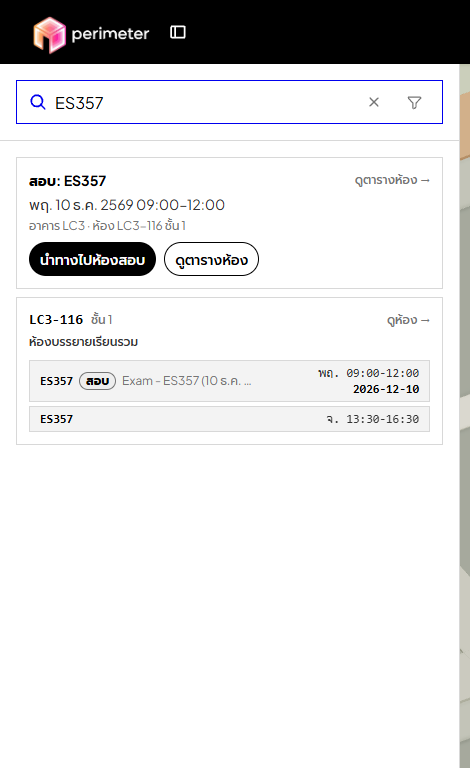 perimeter
ES357
สอบ: ES357
ดูตารางห้อง →
พฤ. 10 ธ.ค. 2569 09:00–12:00
อาคาร LC3 · ห้อง LC3-116 ชั้น 1
นำทางไปห้องสอบ
ดูตารางห้อง
LC3-116 ชั้น 1
ดูห้อง →
ห้องบรรยายเรียนรวม
ES357 สอบ Exam - ES357 (10 ธ.ค. ...
พฤ. 09:00-12:00
2026-12-10
ES357
จ. 13:30-16:30